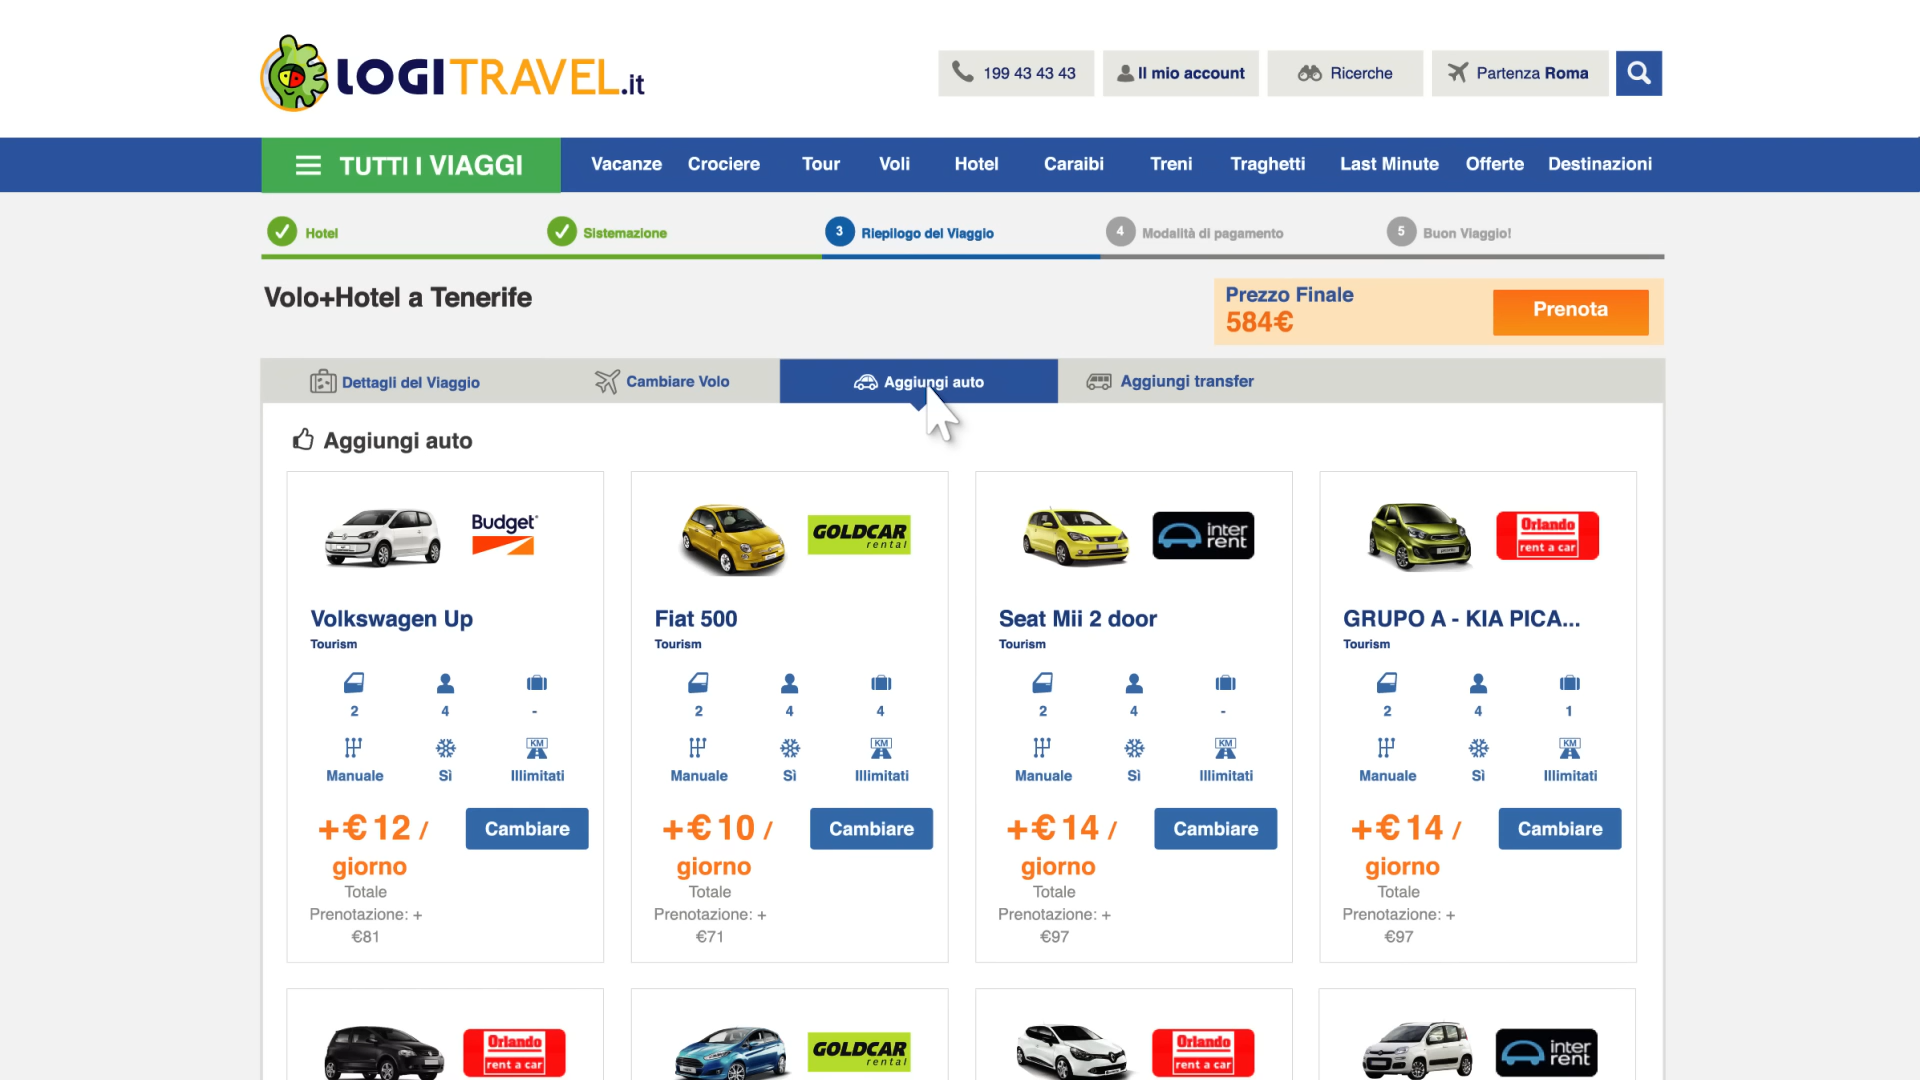 LOGITRAVEL.it
199 43 43 43
Il mio account
Ricerche
Partenza Roma
TUTTI I VIAGGI
Vacanze
Crociere
Tour
Voli
Hotel
Caraibi
Treni
Traghetti
Last Minute
Offerte
Destinazioni
Hotel
Sistemazione
3 Riepilogo del Viaggio
4 Modalità di pagamento
5 Buon Viaggio!
Volo+Hotel a Tenerife
Prezzo Finale
584€
Prenota
Dettagli del Viaggio
Cambiare Volo
Aggiungi auto
Aggiungi transfer
Aggiungi auto
Budget
Volkswagen Up
Tourism
2 4 -
KM
Manuale Sì Illimitati
+€12 /
giorno
Cambiare
Totale
Prenotazione: +
€81
GOLDCAR
rental
Fiat 500
Tourism
2 4 4
KM
Manuale Sì Illimitati
+€10 /
giorno
Cambiare
Totale
Prenotazione: +
€71
inter
rent
Seat Mii 2 door
Tourism
2 4 -
KM
Manuale Sì Illimitati
+€14 /
giorno
Cambiare
Totale
Prenotazione: +
€97
Orlando
rent a car
GRUPO A - KIA PICA...
Tourism
2 4 1
KM
Manuale Sì Illimitati
+€14 /
giorno
Cambiare
Totale
Prenotazione: +
€97
Orlando
rent a car
GOLDCAR
rental
Orlando
rent a car
inter
rent